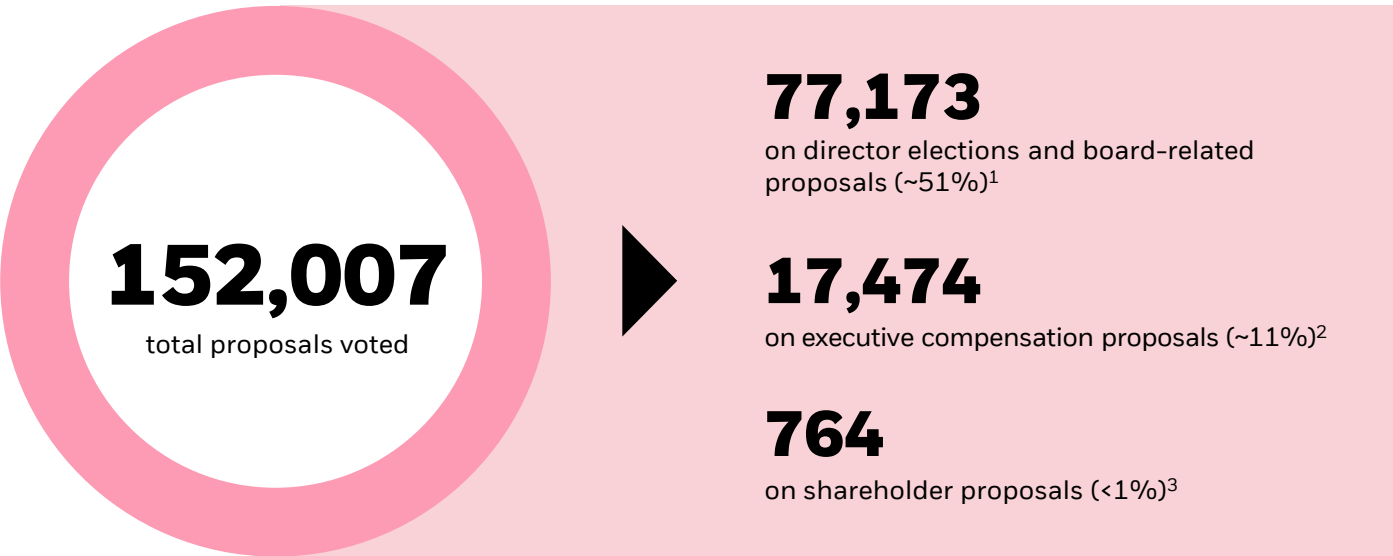 152,007
total proposals voted
77,173
on director elections and board-related
proposals (~51%)1
17,474
on executive compensation proposals (~11%)2
764
on shareholder proposals (<1%)3